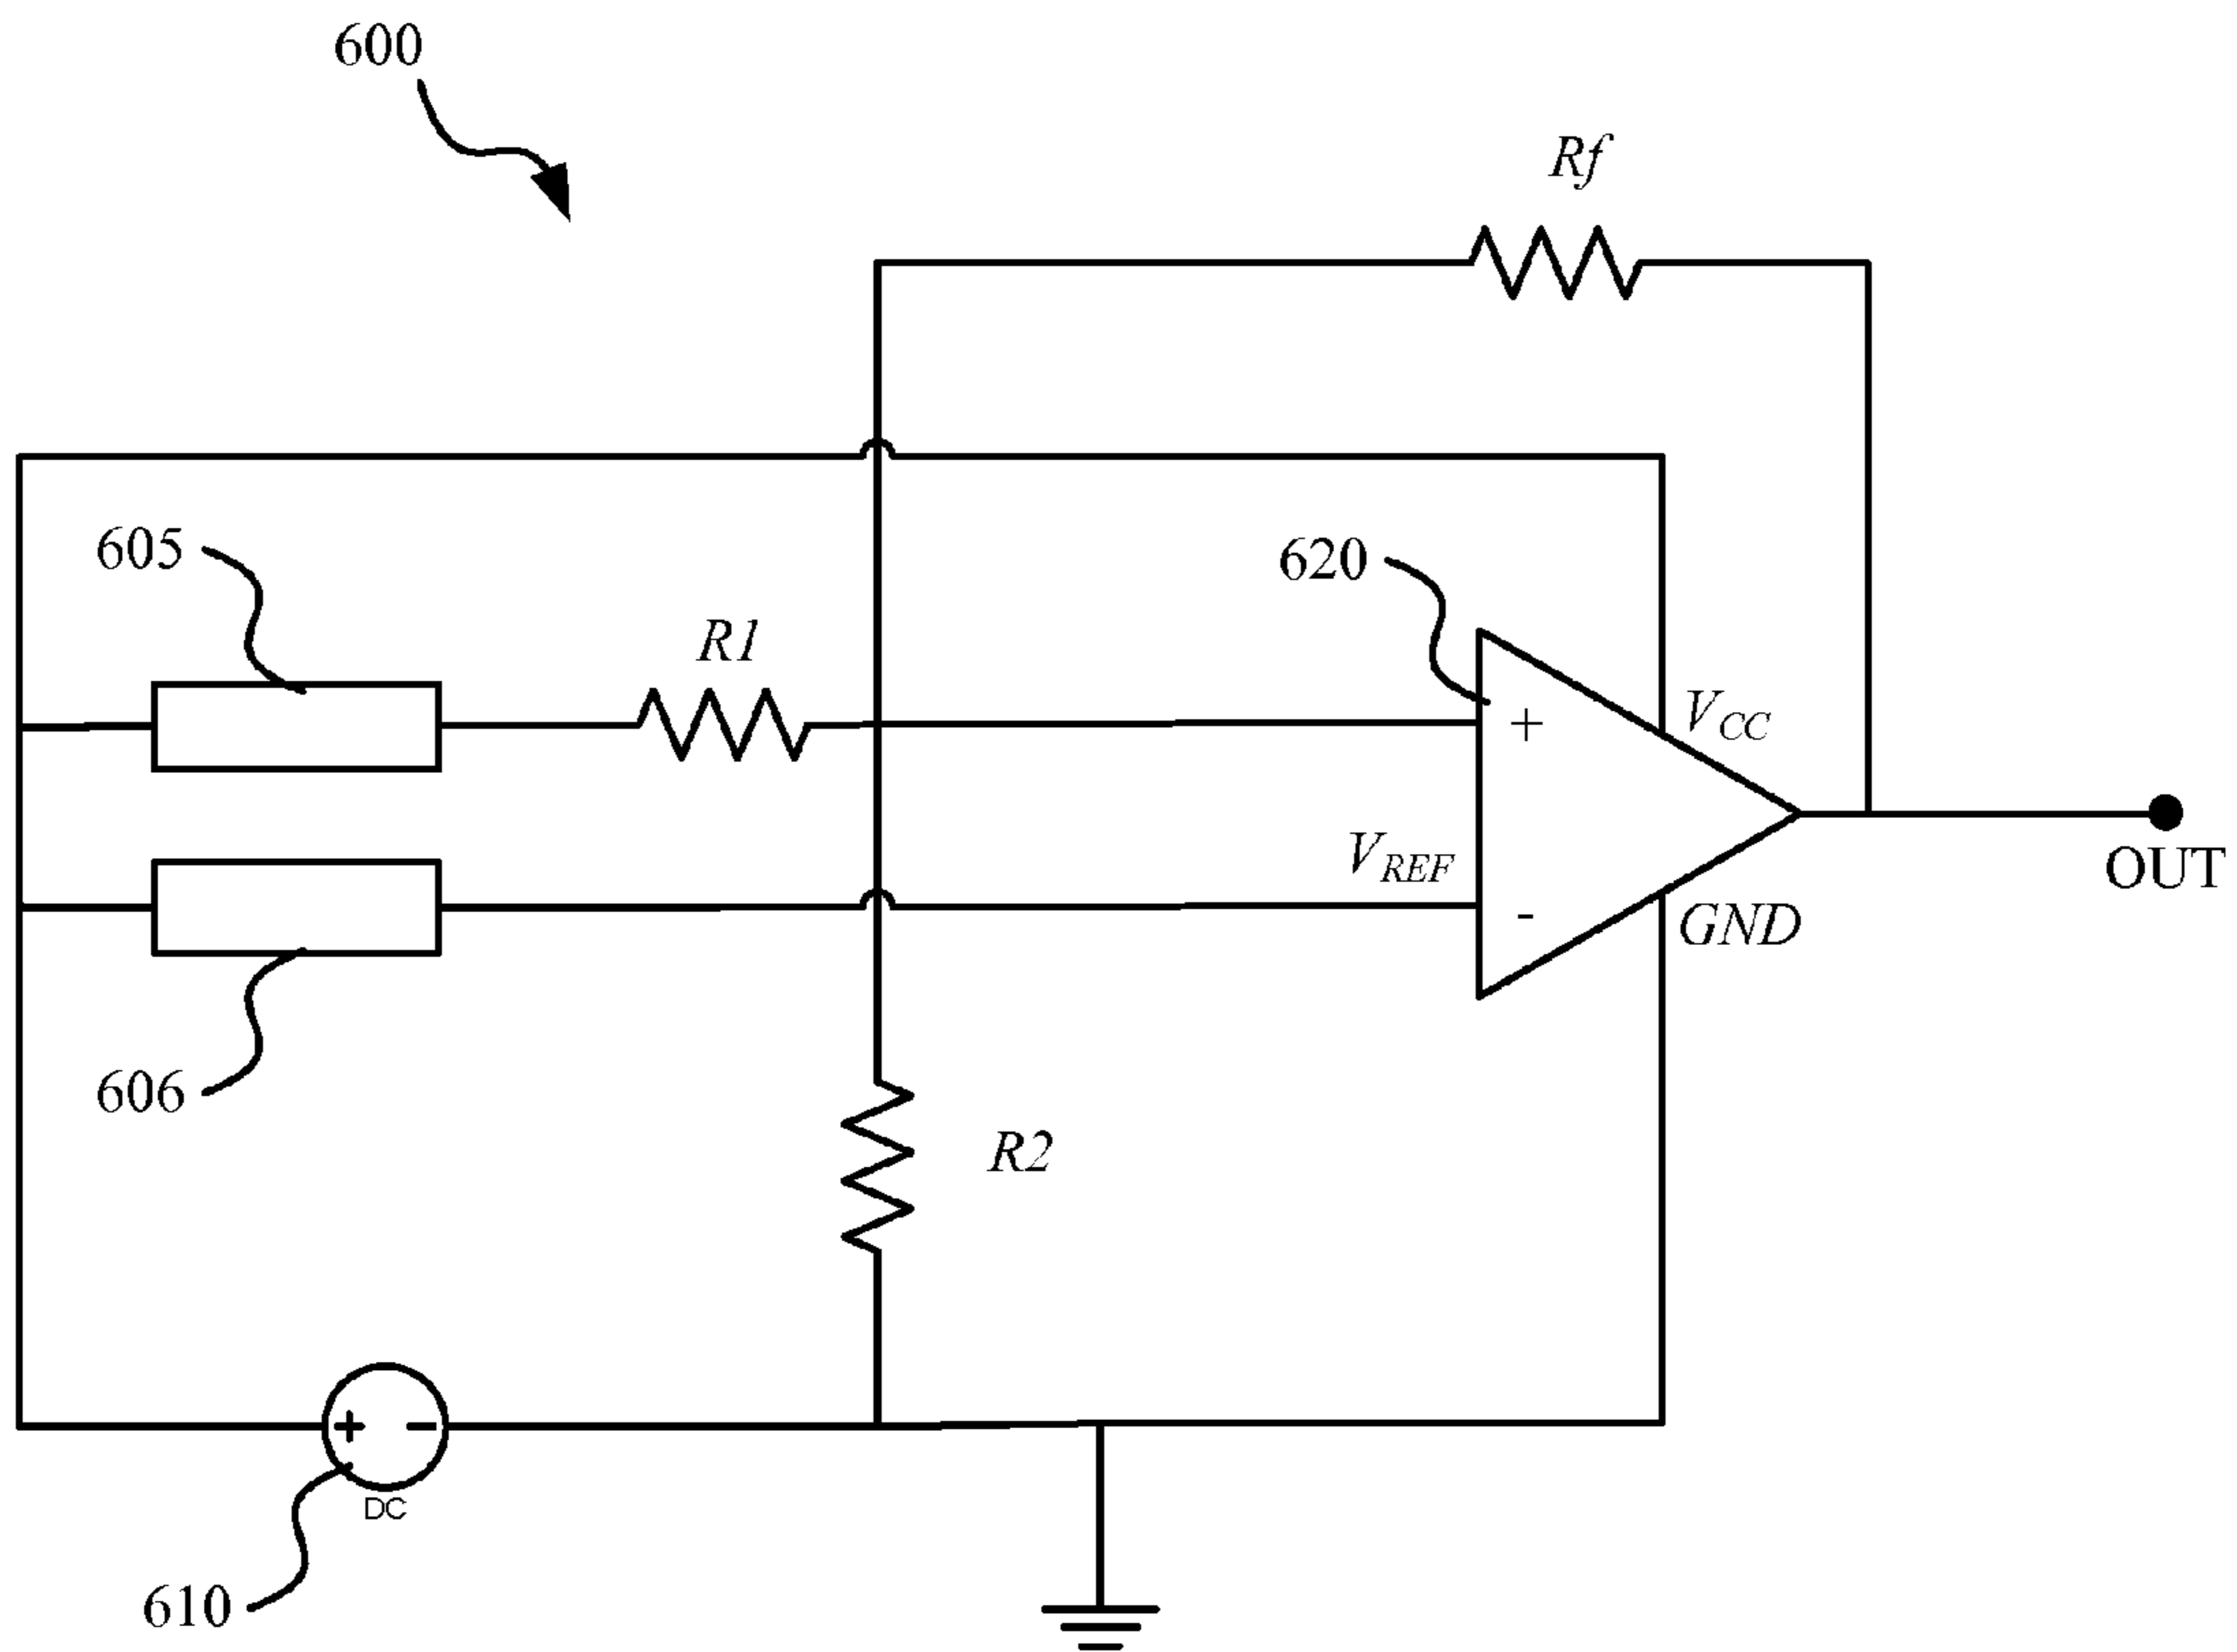 600
Rf
605
620
R1
VCC
+
VREF
-
OUT
GND
606
R2
+ -
DC
610